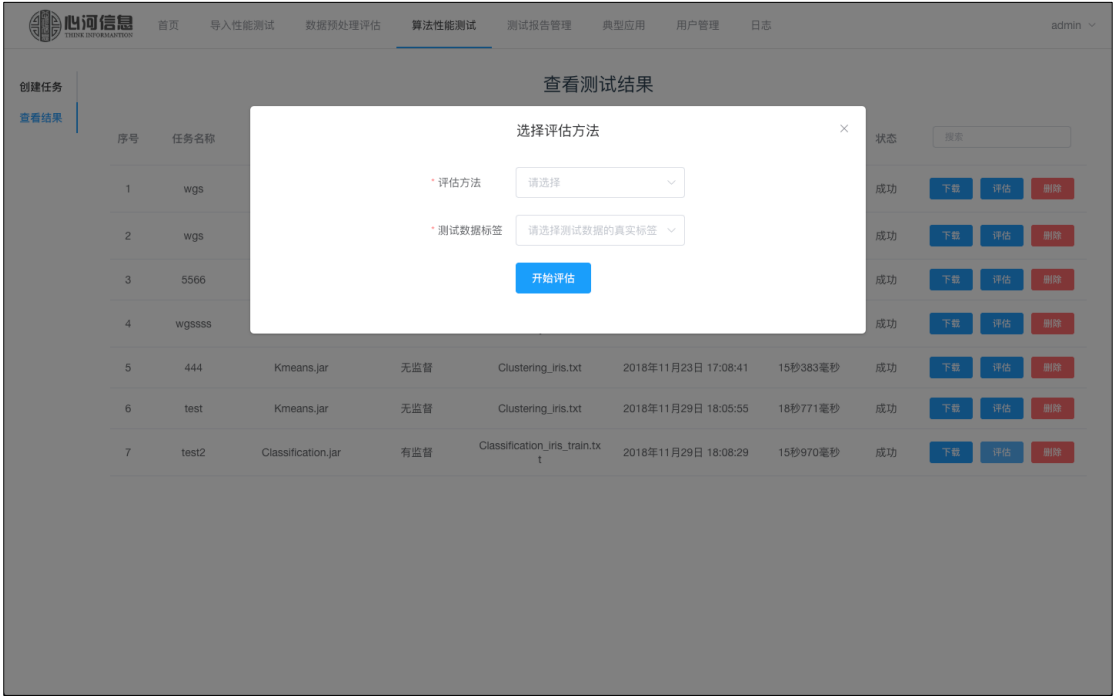 心河信息 首页 导入性能测试 数据预处理评估 算法性能测试 测试报告管理 典型应用 用户管理 日志 admin
THINK INFORMANTION
创建任务
查看结果
查看测试结果
选择评估方法 ×
* 评估方法 请选择
* 测试数据标签 请选择测试数据的真实标签
开始评估
序号 任务名称 状态 搜索
1 wgs 成功 下载 评估 删除
2 wgs 成功 下载 评估 删除
3 5566 成功 下载 评估 删除
4 wgssss 成功 下载 评估 删除
5 444 Kmeans.jar 无监督 Clustering_iris.txt 2018年11月23日 17:08:41 15秒383毫秒 成功 下载 评估 删除
6 test Kmeans.jar 无监督 Clustering_iris.txt 2018年11月29日 18:05:55 18秒771毫秒 成功 下载 评估 删除
7 test2 Classification.jar 有监督 Classification_iris_train.tx 2018年11月29日 18:08:29 15秒970毫秒 成功 下载 评估 删除
t